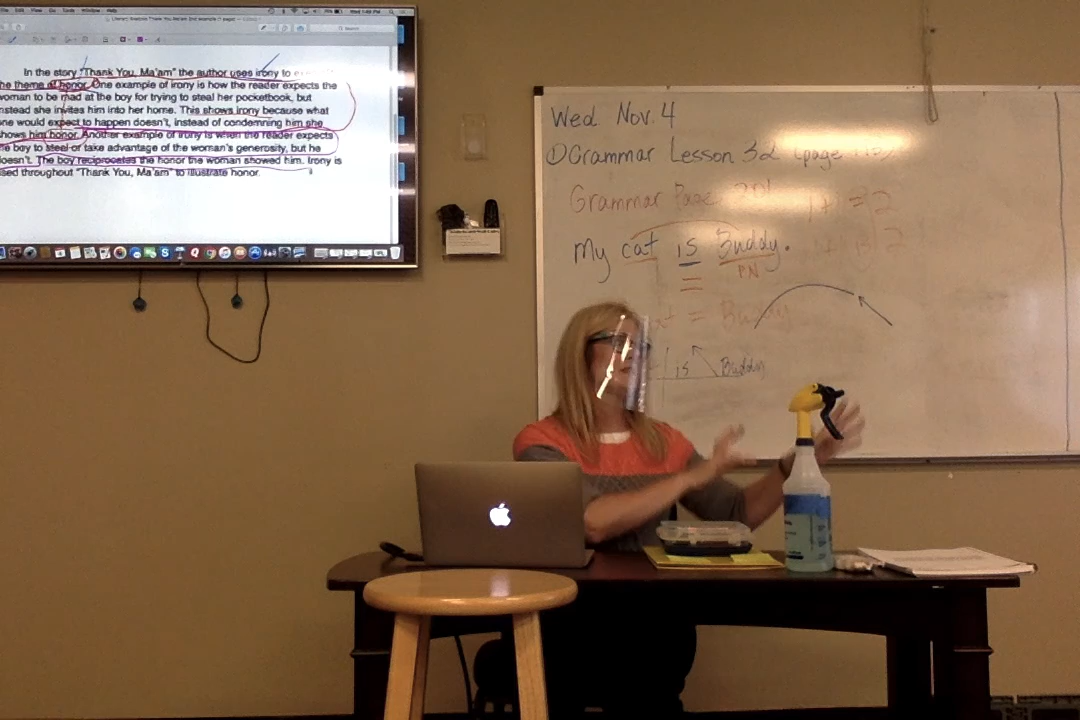 In the story "Thank You, Ma'am" the author uses irony to
the theme of honor. One example of irony is how the reader expects the
woman to be mad at the boy for trying to steal her pocketbook, but
instead she invites him into her home. This shows irony because what
one would expect to happen doesn't, instead of condemning him she
shows him honor. Another example of irony is when the reader expects
the boy to steal or take advantage of the woman's generosity, but he
doesn't. The boy reciprocates the honor the woman showed him. Irony is
used throughout "Thank You, Ma'am" to illustrate honor.
Wed Nov. 4
① Grammar Lesson 32 (page
Grammar Page 201
My cat is Buddy.
PN
= Buddy
is Buddy